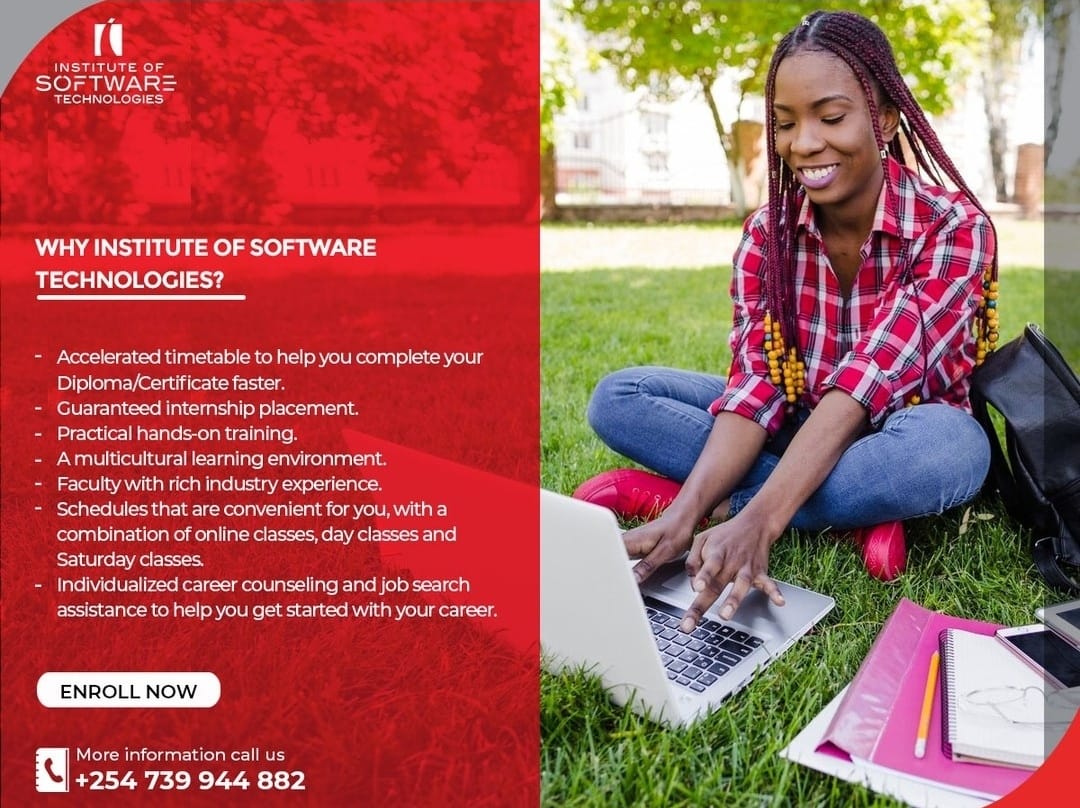 INSTITUTE OF
SOFTWARE
TECHNOLOGIES
WHY INSTITUTE OF SOFTWARE
TECHNOLOGIES?
- Accelerated timetable to help you complete your
Diploma/Certificate faster.
- Guaranteed internship placement.
- Practical hands-on training.
- A multicultural learning environment.
- Faculty with rich industry experience.
- Schedules that are convenient for you, with a
combination of online classes, day classes and
Saturday classes.
- Individualized career counseling and job search
assistance to help you get started with your career.
ENROLL NOW
More information call us
+254 739 944 882